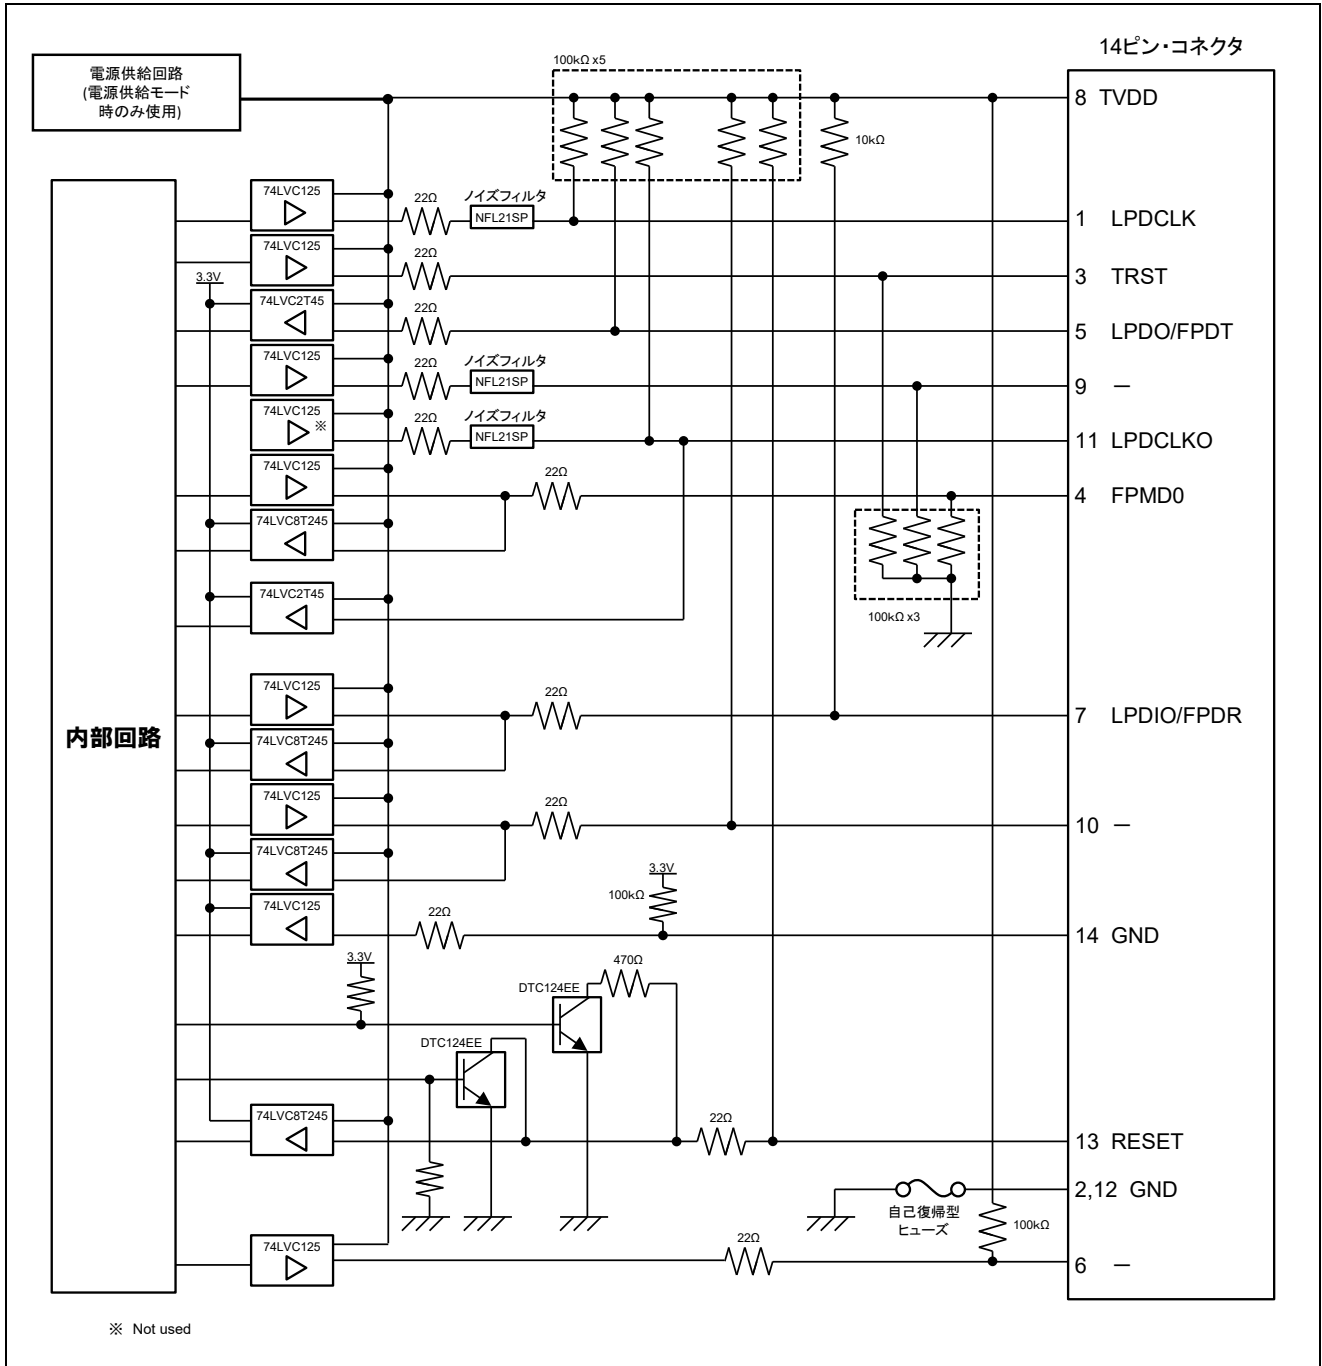 14ピン・コネクタ
電源供給回路
(電源供給モード
時のみ使用)
100kΩ x5
8 TVDD
10kΩ
74LVC125
22Ω
ノイズフィルタ
NFL21SP
1 LPDCLK
74LVC125
22Ω
3 TRST
3.3V
74LVC2T45
22Ω
5 LPDO/FPDT
74LVC125
22Ω
ノイズフィルタ
NFL21SP
9 －
74LVC125
※
22Ω
ノイズフィルタ
NFL21SP
11 LPDCLKO
74LVC125
22Ω
4 FPMD0
74LVC8T245
74LVC2T45
100kΩ x3
内部回路
74LVC125
22Ω
7 LPDIO/FPDR
74LVC8T245
74LVC125
22Ω
10 －
74LVC8T245
3.3V
100kΩ
74LVC125
22Ω
14 GND
3.3V
470Ω
DTC124EE
DTC124EE
74LVC8T245
22Ω
13 RESET
2,12 GND
自己復帰型
ヒューズ
100kΩ
74LVC125
22Ω
6 －
※ Not used